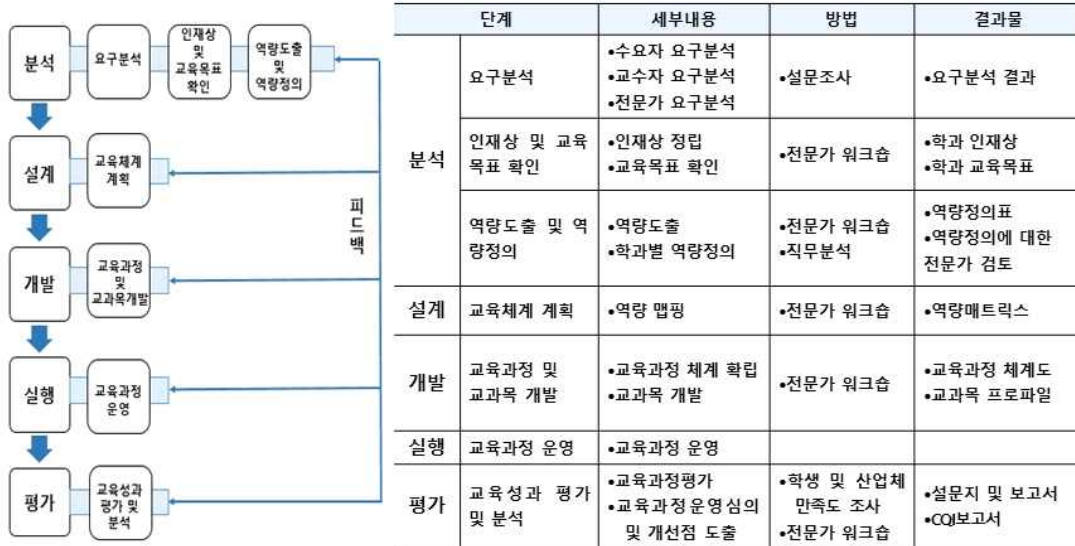 분석
요구분석
인재상
및
교육목표
확인
역량도출
및
역량정의
설계
교육체계
계획
피드백
개발
교육과정
및
교과목개발
실행
교육과정
운영
평가
교육성과
평가 및
분석
단계 세부내용 방법 결과물
분석
요구분석
•수요자 요구분석
•교수자 요구분석
•전문가 요구분석
•설문조사
•요구분석 결과
인재상 및 교육
목표 확인
•인재상 정립
•교육목표 확인
•전문가 워크숍
•학과 인재상
•학과 교육목표
역량도출 및 역
량정의
•역량도출
•학과별 역량정의
•전문가 워크숍
•직무분석
•역량정의표
•역량정의에 대한
전문가 검토
설계
교육체계 계획
•역량 맵핑
•전문가 워크숍
•역량매트릭스
개발
교육과정 및
교과목 개발
•교육과정 체계 확립
•교과목 개발
•전문가 워크숍
•교육과정 체계도
•교과목 프로파일
실행
교육과정 운영
•교육과정 운영
평가
교육성과 평가
및 분석
•교육과정평가
•교육과정운영심의
및 개선점 도출
•학생 및 산업체
만족도 조사
•전문가 워크숍
•설문지 및 보고서
•CQI보고서